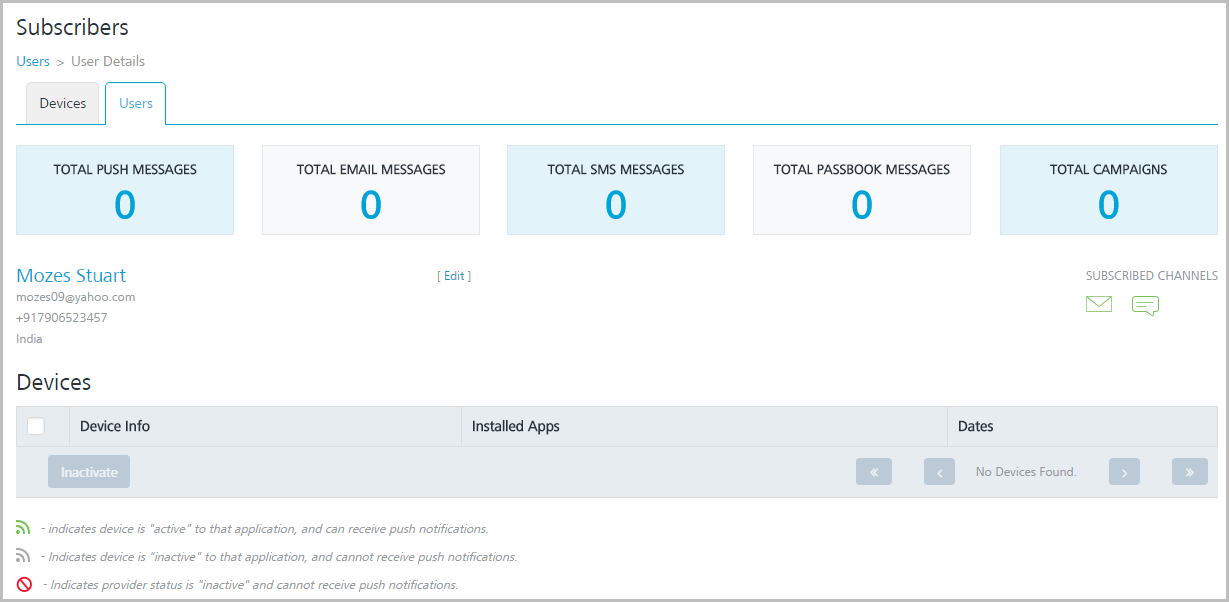 Subscribers
Users > User Details
Devices Users
TOTAL PUSH MESSAGES TOTAL EMAIL MESSAGES TOTAL SMS MESSAGES TOTAL PASSBOOK MESSAGES TOTAL CAMPAIGNS
0 0 0 0 0
Mozes Stuart [ Edit ] SUBSCRIBED CHANNELS
mozes09@yahoo.com
+917906523457
India
Devices
Device Info Installed Apps Dates
Inactivate « ‹ No Devices Found. › »
- indicates device is "active" to that application, and can receive push notifications.
- Indicates device is "inactive" to that application, and cannot receive push notifications.
- Indicates provider status is "inactive" and cannot receive push notifications.